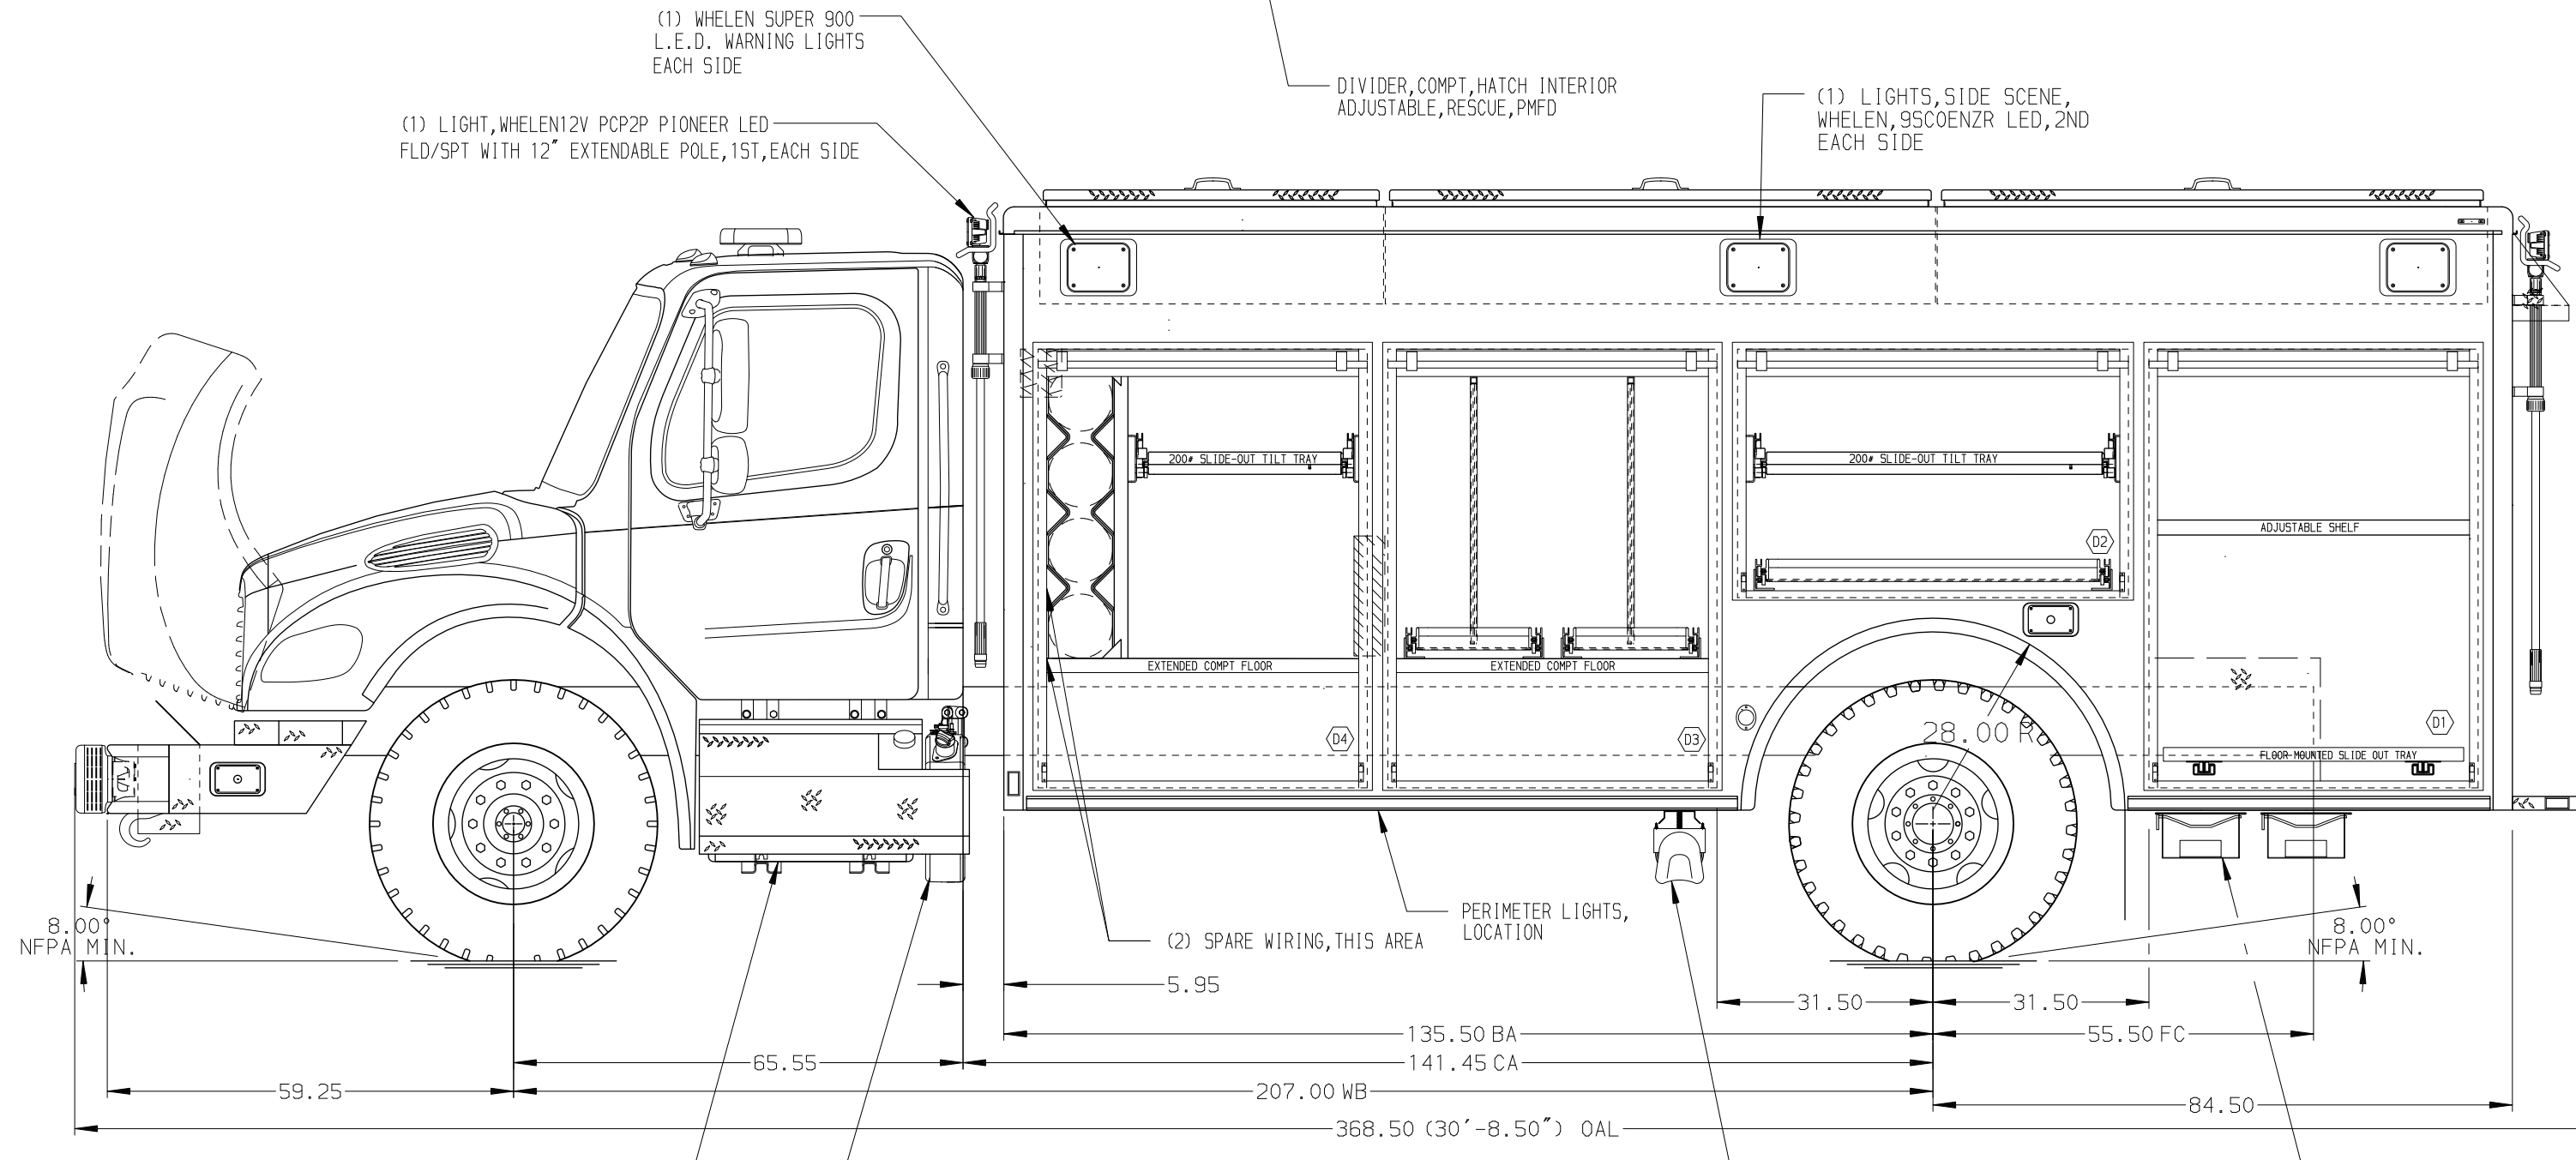 (1) WHELEN SUPER 900
L.E.D. WARNING LIGHTS
EACH SIDE
DIVIDER,COMPT,HATCH INTERIOR
ADJUSTABLE,RESCUE,PMFD
(1) LIGHTS,SIDE SCENE,
WHELEN,9SC0ENZR LED,2ND
EACH SIDE
(1) LIGHT,WHELEN12V PCP2P PIONEER LED
FLD/SPT WITH 12" EXTENDABLE POLE,1ST,EACH SIDE
200# SLIDE-OUT TILT TRAY
200# SLIDE-OUT TILT TRAY
ADJUSTABLE SHELF
D2
EXTENDED COMPT FLOOR
EXTENDED COMPT FLOOR
D4
D3
28.00 R
D1
FLOOR-MOUNTED SLIDE OUT TRAY
8.00°
NFPA MIN.
(2) SPARE WIRING,THIS AREA
PERIMETER LIGHTS,
LOCATION
8.00°
NFPA MIN.
5.95
31.50
31.50
135.50 BA
55.50 FC
65.55
141.45 CA
59.25
207.00 WB
84.50
368.50 (30'-8.50") OAL